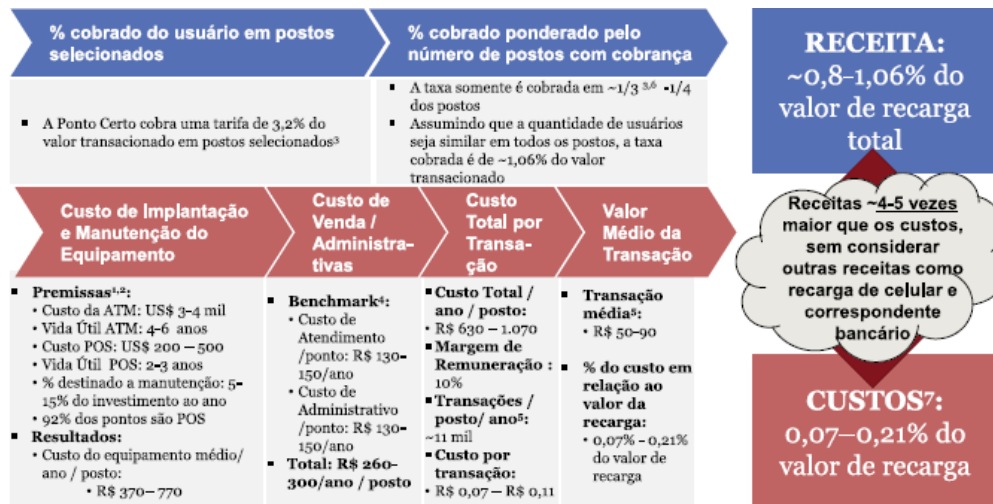 % cobrado do usuário em postos
selecionados
% cobrado ponderado pelo
número de postos com cobrança
▪ A Ponto Certo cobra uma tarifa de 3,2% do
valor transacionado em postos selecionados³
▪ A taxa somente é cobrada em ~1/3 ³,⁶ -1/4
dos postos
▪ Assumindo que a quantidade de usuários
seja similar em todos os postos, a taxa
cobrada é de ~1,06% do valor
transacionado
RECEITA:
~0,8-1,06% do
valor de recarga
total
Receitas ~4-5 vezes
maior que os custos,
sem considerar
outras receitas como
recarga de celular e
correspondente
bancário
CUSTOS⁷:
0,07–0,21% do
valor de recarga
Custo de Implantação
e Manutenção do
Equipamento
▪ Premissas¹,²:
• Custo da ATM: US$ 3-4 mil
• Vida Útil ATM: 4-6 anos
• Custo POS: US$ 200 – 500
• Vida Útil POS: 2-3 anos
• % destinado a manutenção: 5-
15% do investimento ao ano
• 92% dos pontos são POS
▪ Resultados:
• Custo do equipamento médio/
ano / posto:
▪ R$ 370– 770
Custo de
Venda /
Administra-
tivas
▪ Benchmark⁴:
• Custo de
Atendimento
/ponto: R$ 130-
150/ano
• Custo de
Administrativo
/ponto: R$ 130-
150/ano
▪ Total: R$ 260-
300/ano / posto
Custo
Total por
Transa-
ção
▪ Custo Total /
ano / posto:
• R$ 630 – 1.070
▪ Margem de
Remuneração :
• 10%
▪ Transações /
posto/ ano⁵:
~11 mil
▪ Custo por
transação:
• R$ 0,07 – R$ 0,11
Valor
Médio da
Transação
▪ Transação
média⁵:
• R$ 50-90
▪ % do custo em
relação ao
valor da
recarga:
• 0,07% - 0,21%
do valor de
recarga